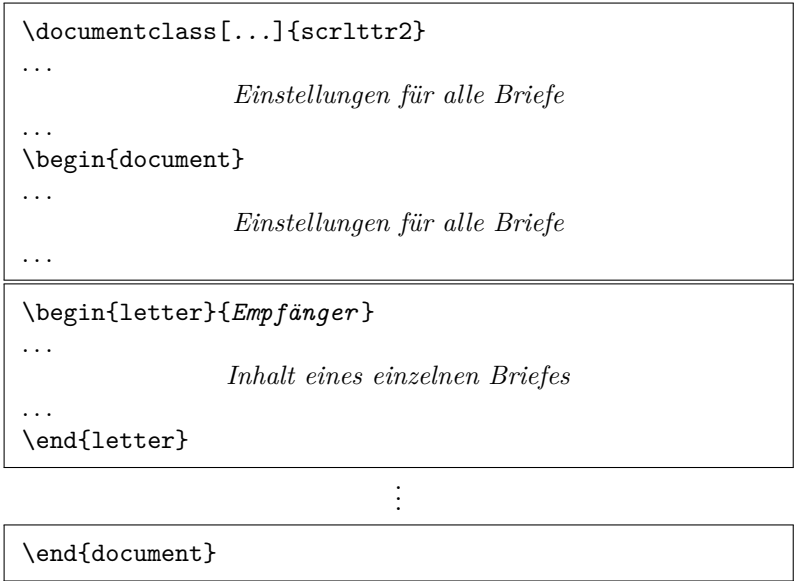 \documentclass[...]{scrlttr2}
...
Einstellungen für alle Briefe
...
\begin{document}
...
Einstellungen für alle Briefe
...
\begin{letter}{Empfänger}
...
Inhalt eines einzelnen Briefes
...
\end{letter}
⋮
\end{document}